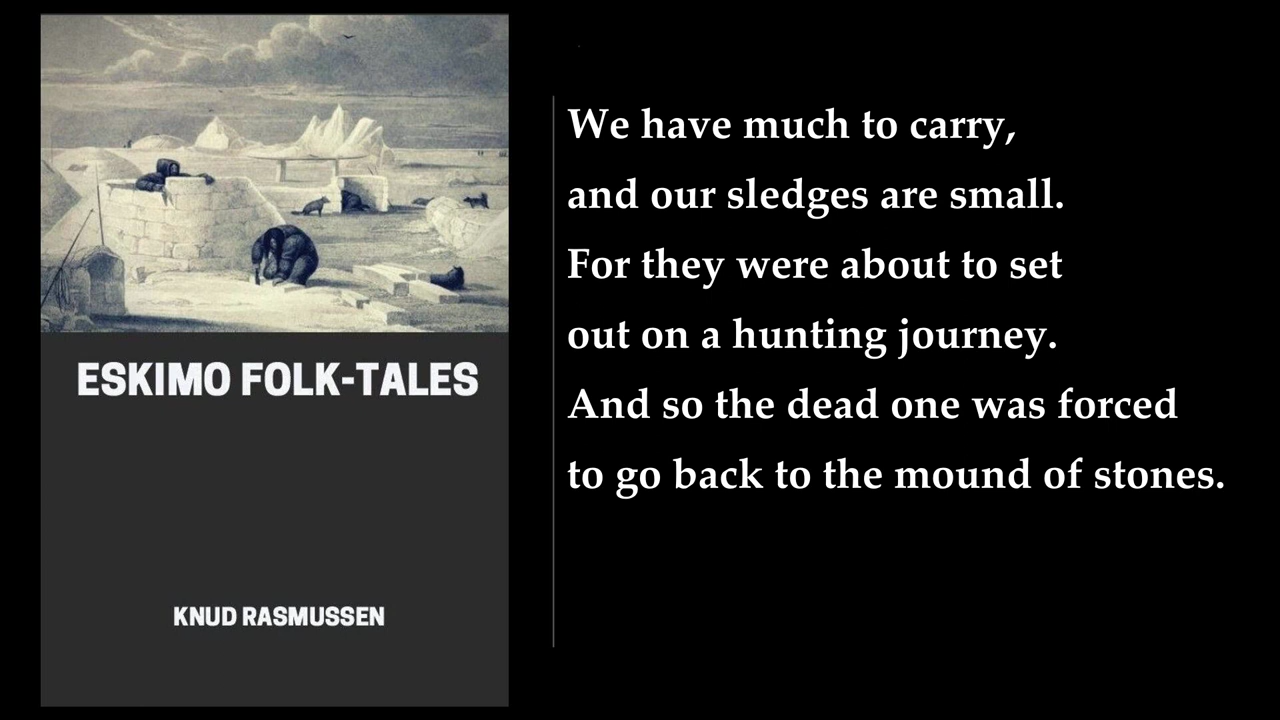 ESKIMO FOLK-TALES
KNUD RASMUSSEN
We have much to carry,
and our sledges are small.
For they were about to set
out on a hunting journey.
And so the dead one was forced
to go back to the mound of stones.